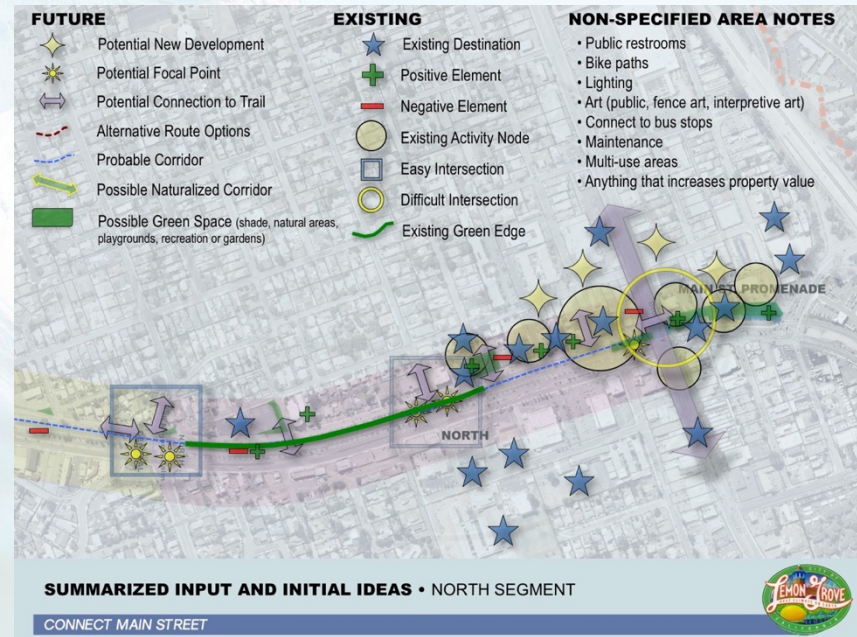 FUTURE
Potential New Development
Potential Focal Point
Potential Connection to Trail
Alternative Route Options
Probable Corridor
Possible Naturalized Corridor
Possible Green Space (shade, natural areas,
playgrounds, recreation or gardens)
EXISTING
Existing Destination
Positive Element
Negative Element
Existing Activity Node
Easy Intersection
Difficult Intersection
Existing Green Edge
NON-SPECIFIED AREA NOTES
• Public restrooms
• Bike paths
• Lighting
• Art (public, fence art, interpretive art)
• Connect to bus stops
• Maintenance
• Multi-use areas
• Anything that increases property value
MAIN ST. PROMENADE
NORTH
SUMMARIZED INPUT AND INITIAL IDEAS • NORTH SEGMENT
CONNECT MAIN STREET
LEMON GROVE